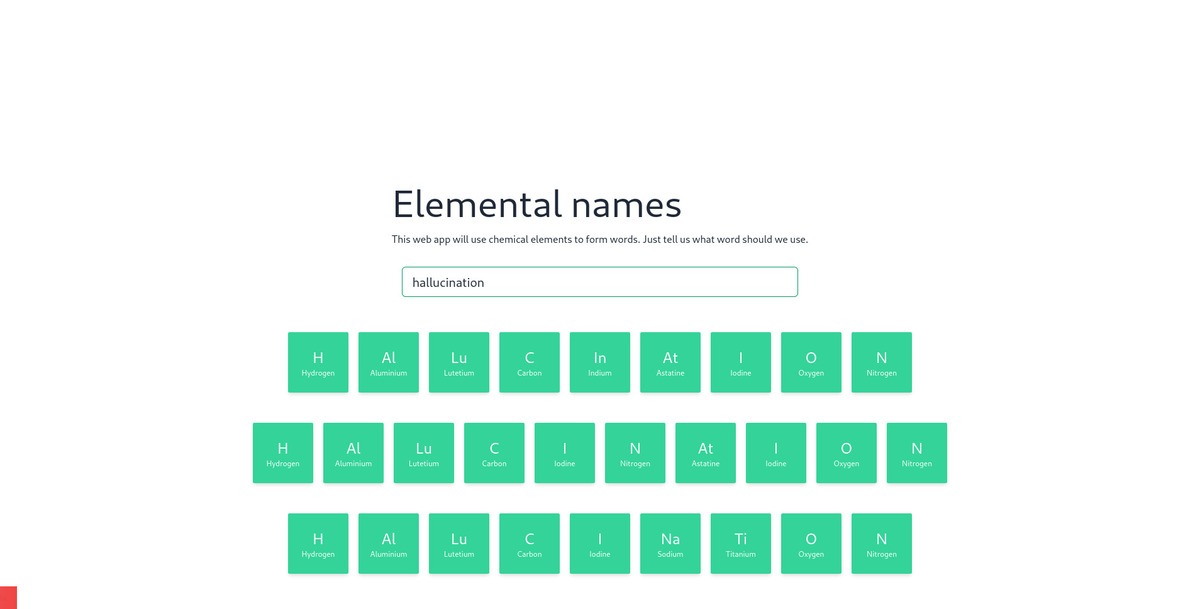 Elemental names
This web app will use chemical elements to form words. Just tell us what word should we use.
hallucination
H Al Lu C In At I O N
Hydrogen Aluminium Lutetium Carbon Indium Astatine Iodine Oxygen Nitrogen
H Al Lu C I N At I O N
Hydrogen Aluminium Lutetium Carbon Iodine Nitrogen Astatine Iodine Oxygen Nitrogen
H Al Lu C I Na Ti O N
Hydrogen Aluminium Lutetium Carbon Iodine Sodium Titanium Oxygen Nitrogen